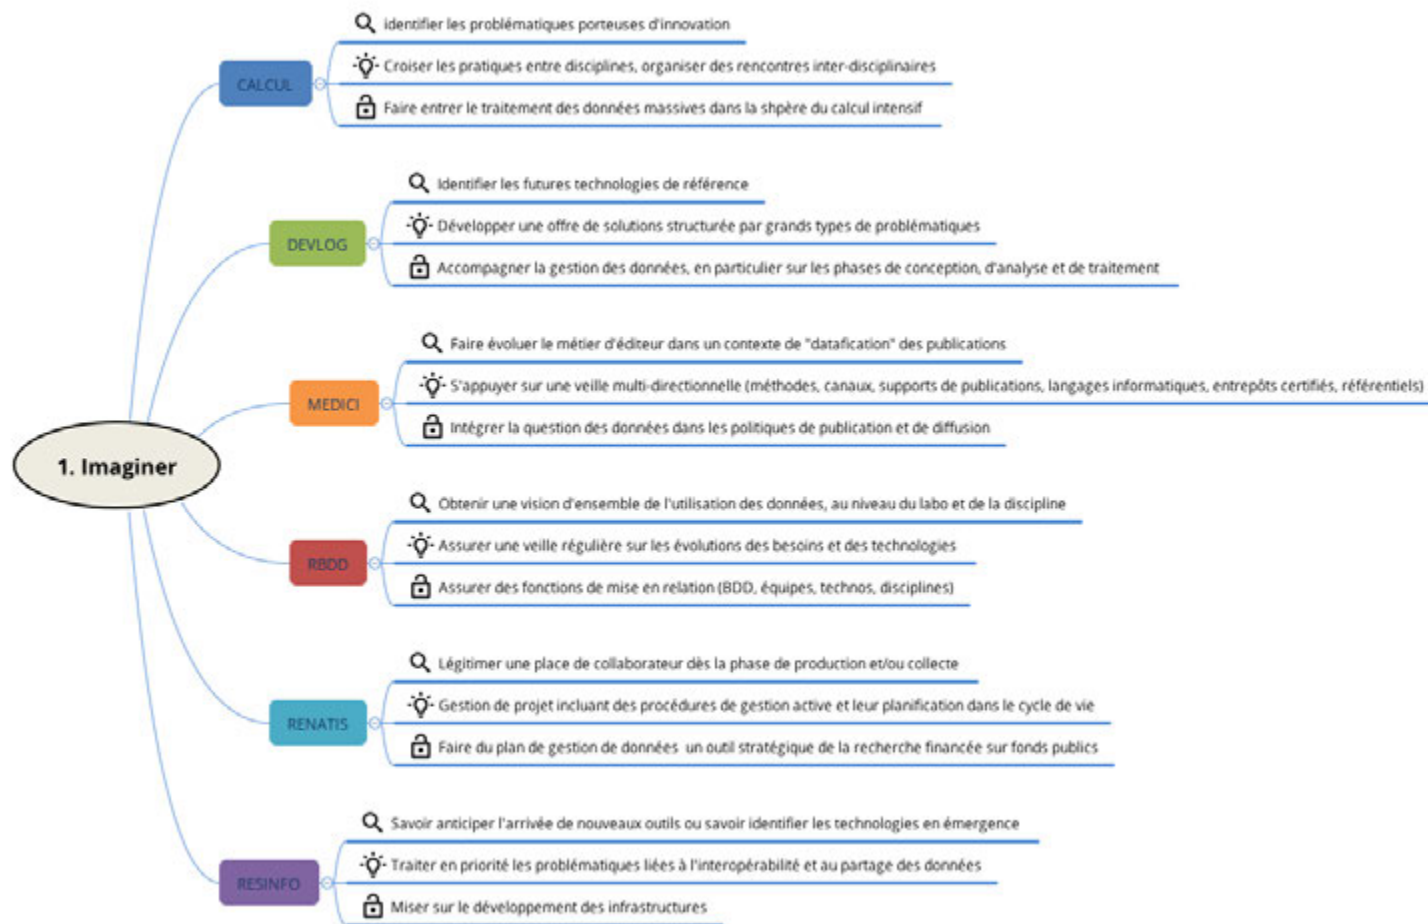 identifier les problématiques porteuses d'innovation
Croiser les pratiques entre disciplines, organiser des rencontres inter-disciplinaires
CALCUL
Faire entrer le traitement des données massives dans la shpère du calcul intensif
Identifier les futures technologies de référence
Développer une offre de solutions structurée par grands types de problématiques
DEVLOG
Accompagner la gestion des données, en particulier sur les phases de conception, d'analyse et de traitement
Faire évoluer le métier d'éditeur dans un contexte de "datafication" des publications
S'appuyer sur une veille multi-directionnelle (méthodes, canaux, supports de publications, langages informatiques, entrepôts certifiés, référentiels)
MEDICI
Intégrer la question des données dans les politiques de publication et de diffusion
1. Imaginer
Obtenir une vision d'ensemble de l'utilisation des données, au niveau du labo et de la discipline
Assurer une veille régulière sur les évolutions des besoins et des technologies
RBDD
Assurer des fonctions de mise en relation (BDD, équipes, technos, disciplines)
Légitimer une place de collaborateur dès la phase de production et/ou collecte
Gestion de projet incluant des procédures de gestion active et leur planification dans le cycle de vie
RENATIS
Faire du plan de gestion de données un outil stratégique de la recherche financée sur fonds publics
Savoir anticiper l'arrivée de nouveaux outils ou savoir identifier les technologies en émergence
Traiter en priorité les problématiques liées à l'interopérabilité et au partage des données
RESINFO
Miser sur le développement des infrastructures